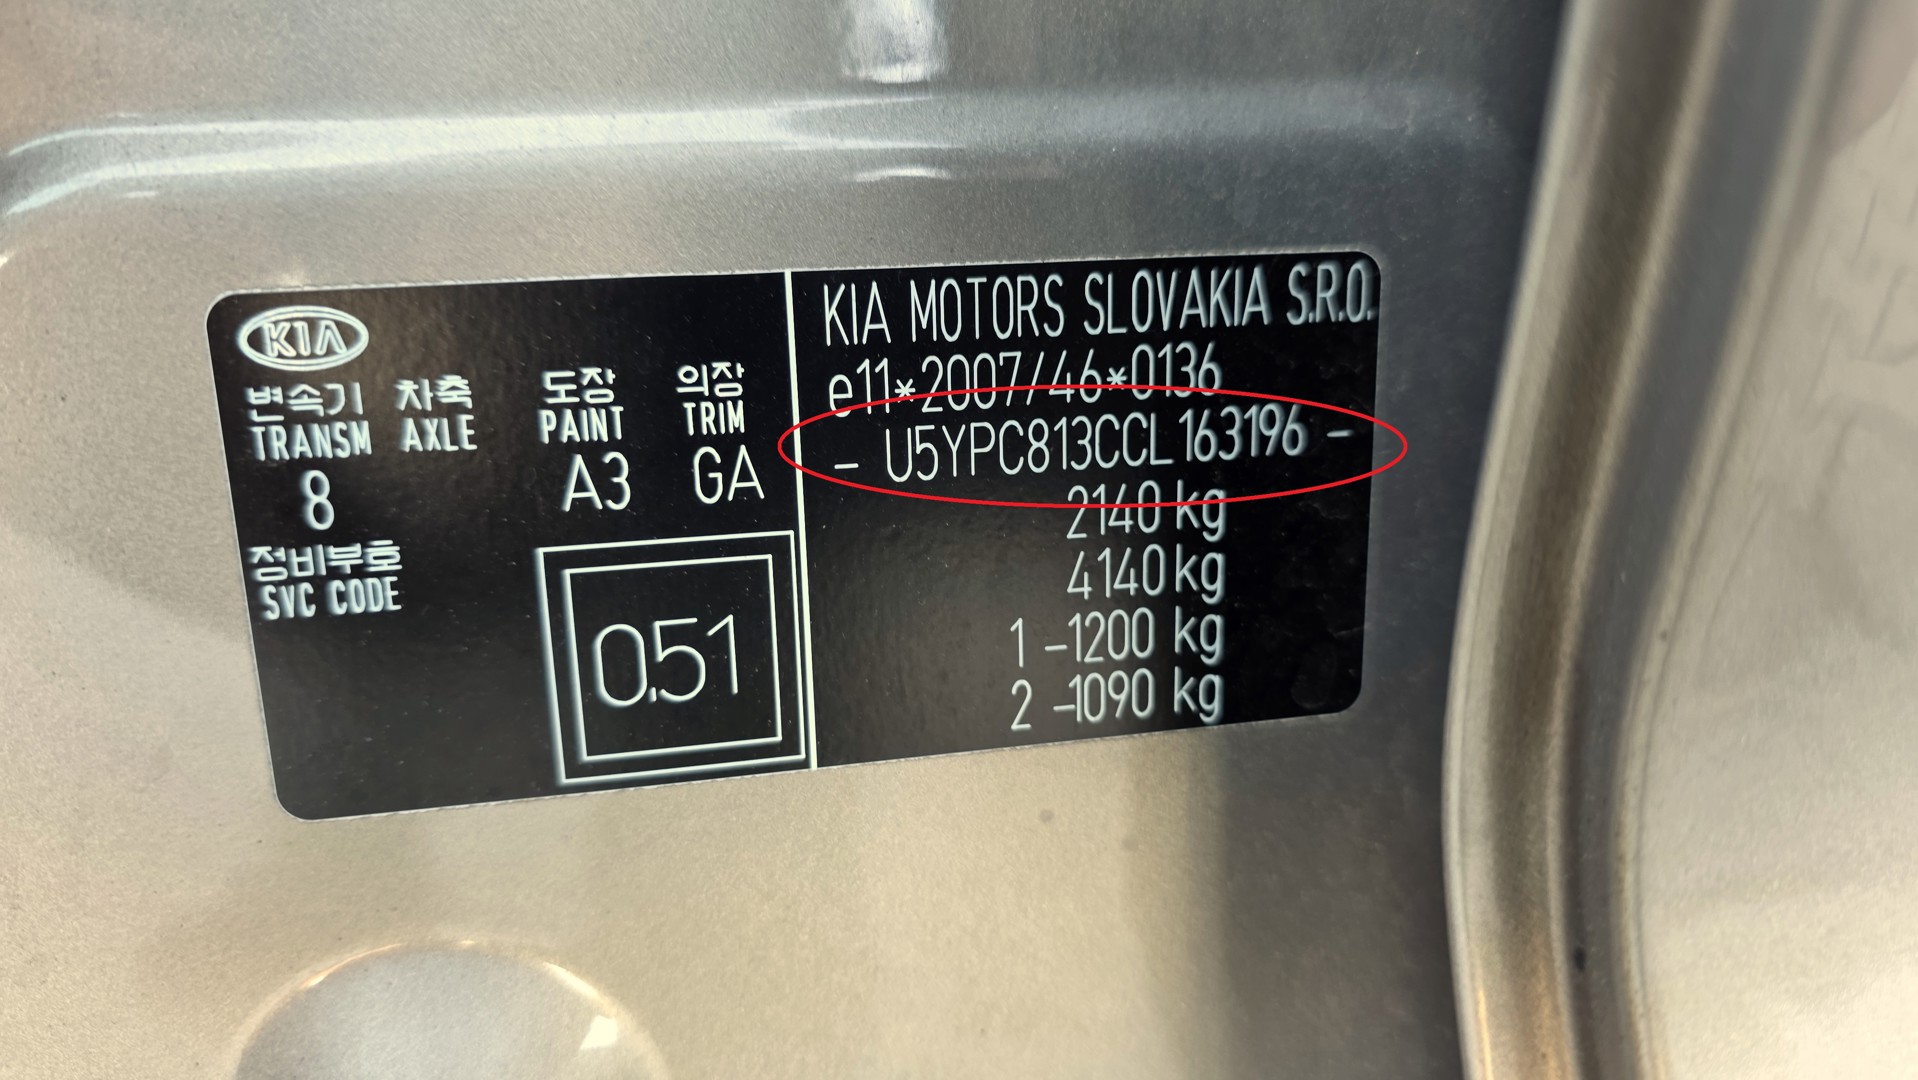 KIA
변속기 차축 도장 의장
TRANSM AXLE PAINT TRIM
8 A3 GA
정비부호
SVC CODE
0.51
KIA MOTORS SLOVAKIA S.R.O.
e11*2007/46*0136
- U5YPC813CCL163196 -
2140 kg
4140 kg
1 -1200 kg
2 -1090 kg